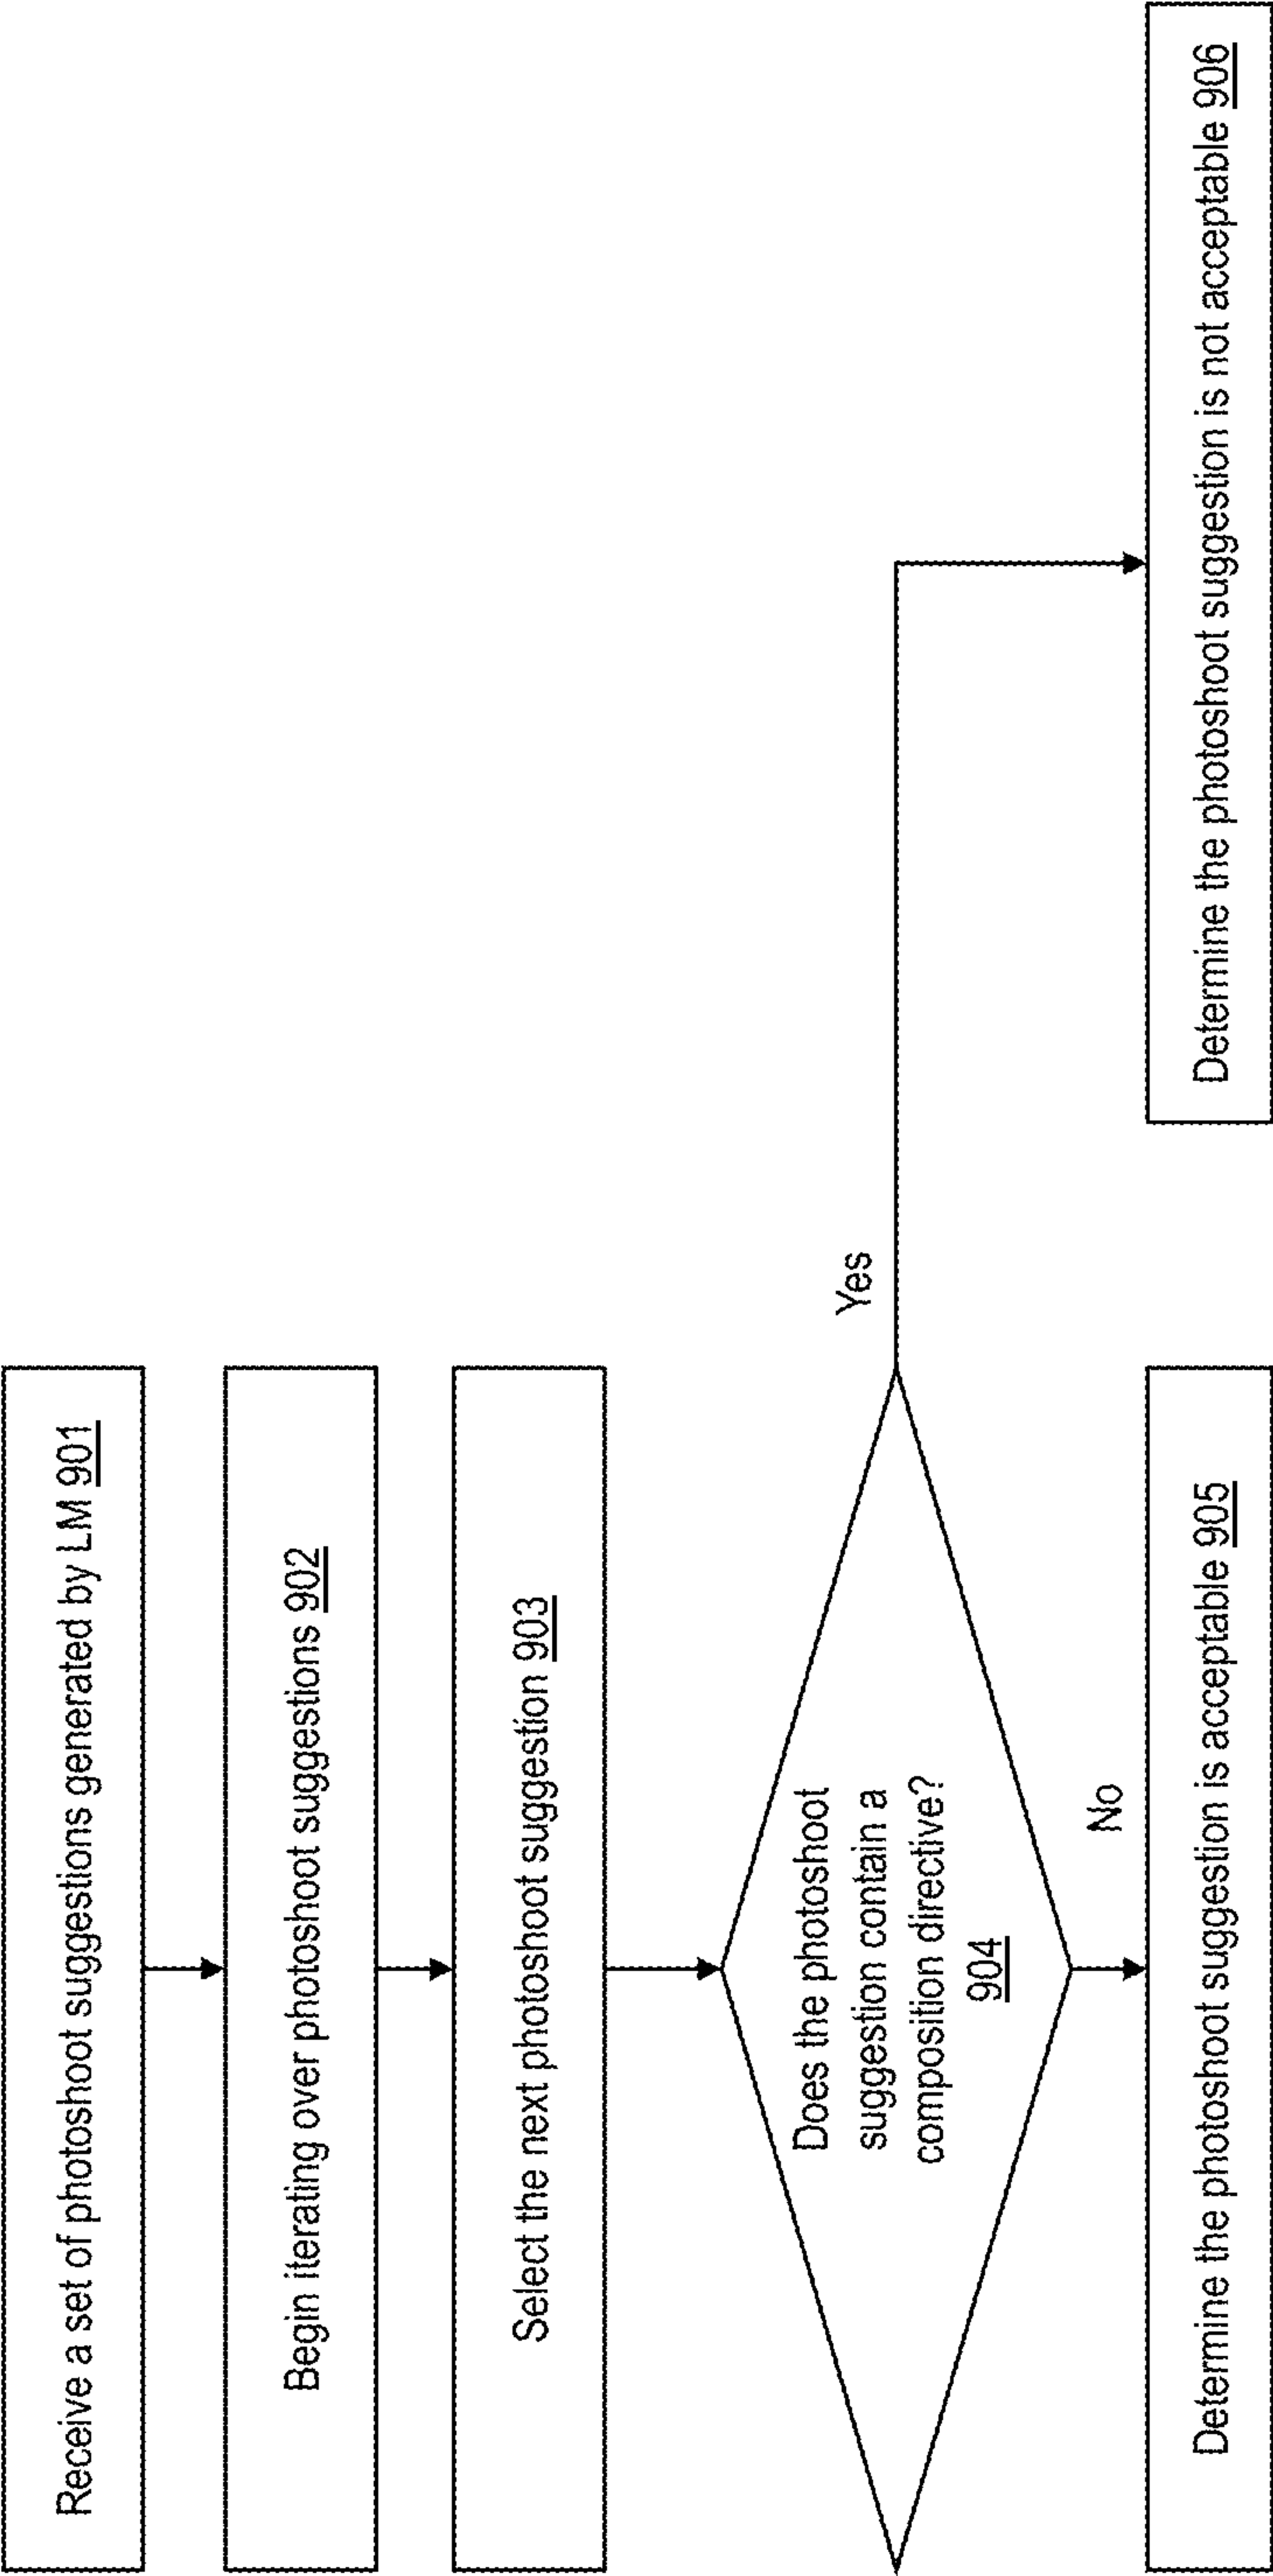 Receive a set of photoshoot suggestions generated by LM 901
Begin iterating over photoshoot suggestions 902
Select the next photoshoot suggestion 903
Does the photoshoot
suggestion contain a
composition directive?
904
Yes
No
Determine the photoshoot suggestion is acceptable 905
Determine the photoshoot suggestion is not acceptable 906